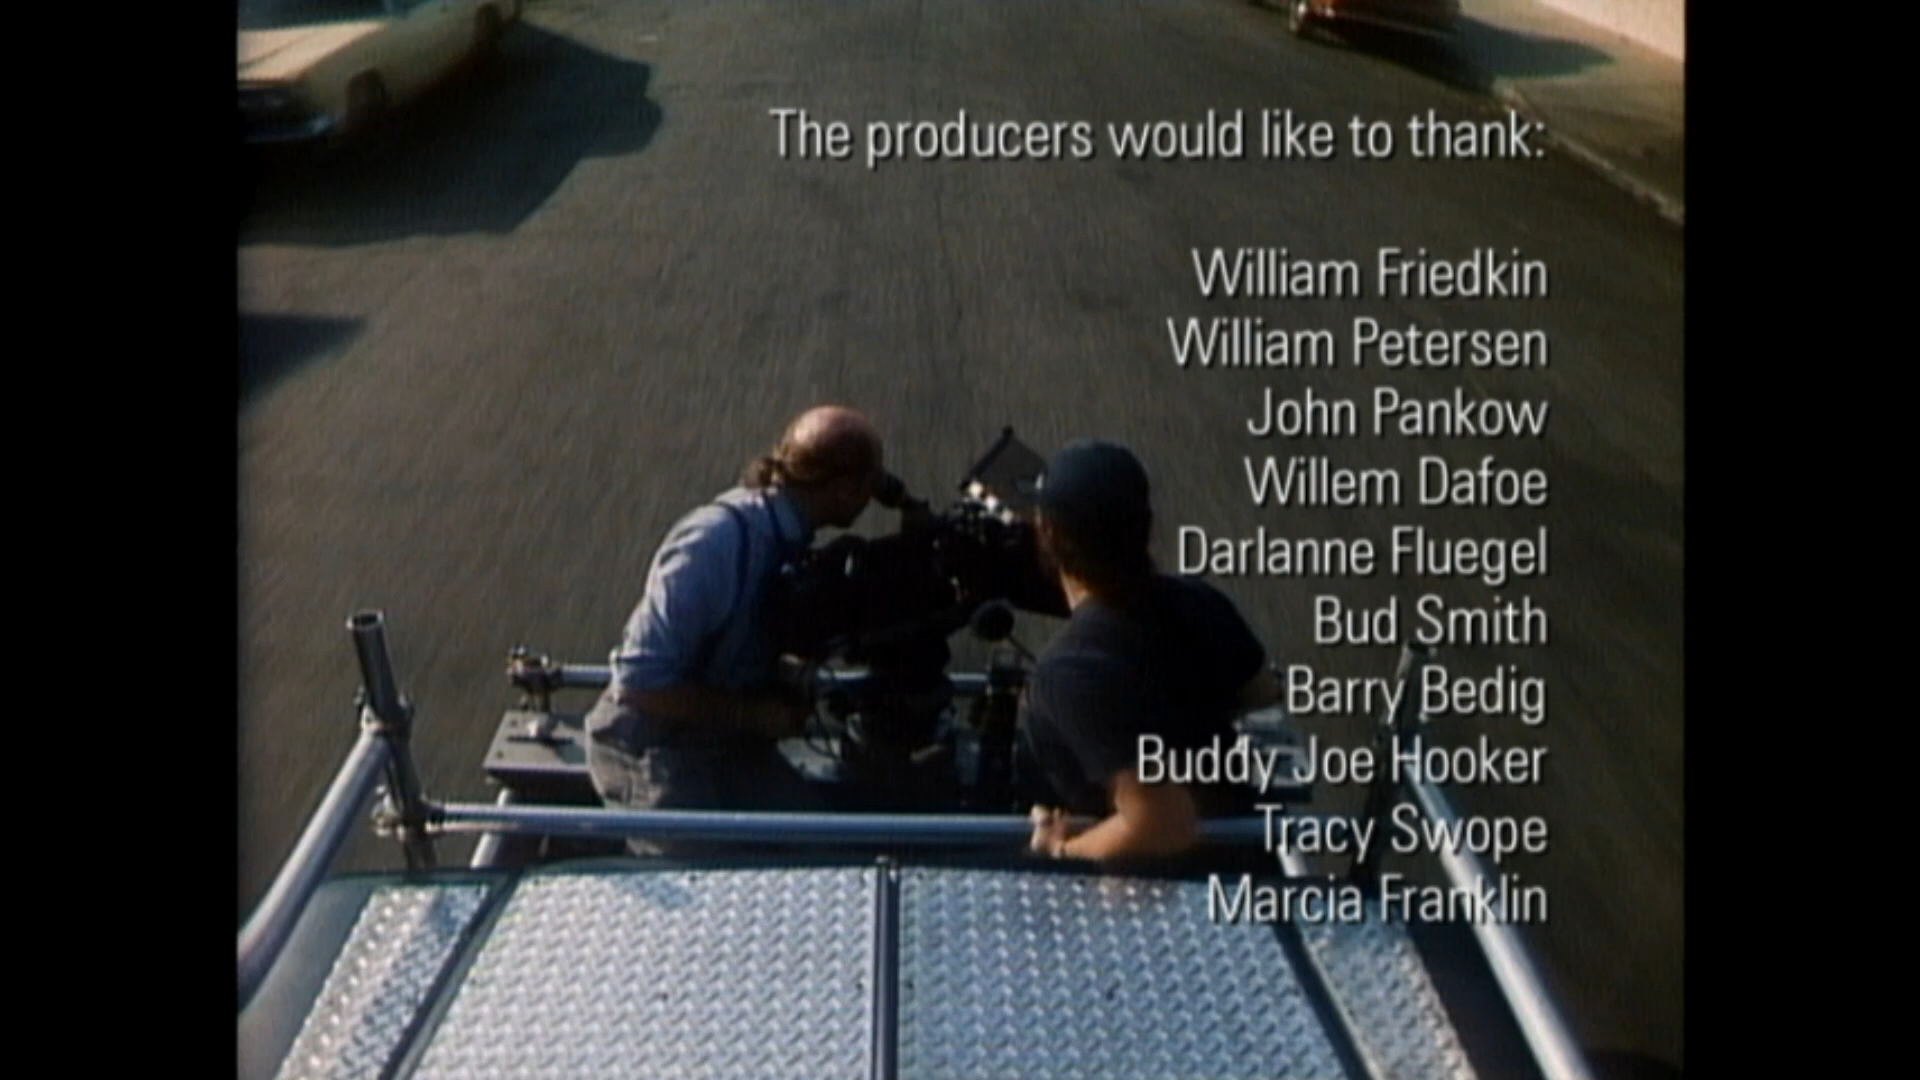 The producers would like to thank:
William Friedkin
William Petersen
John Pankow
Willem Dafoe
Darlanne Fluegel
Bud Smith
Barry Bedig
Buddy Joe Hooker
Tracy Swope
Marcia Franklin